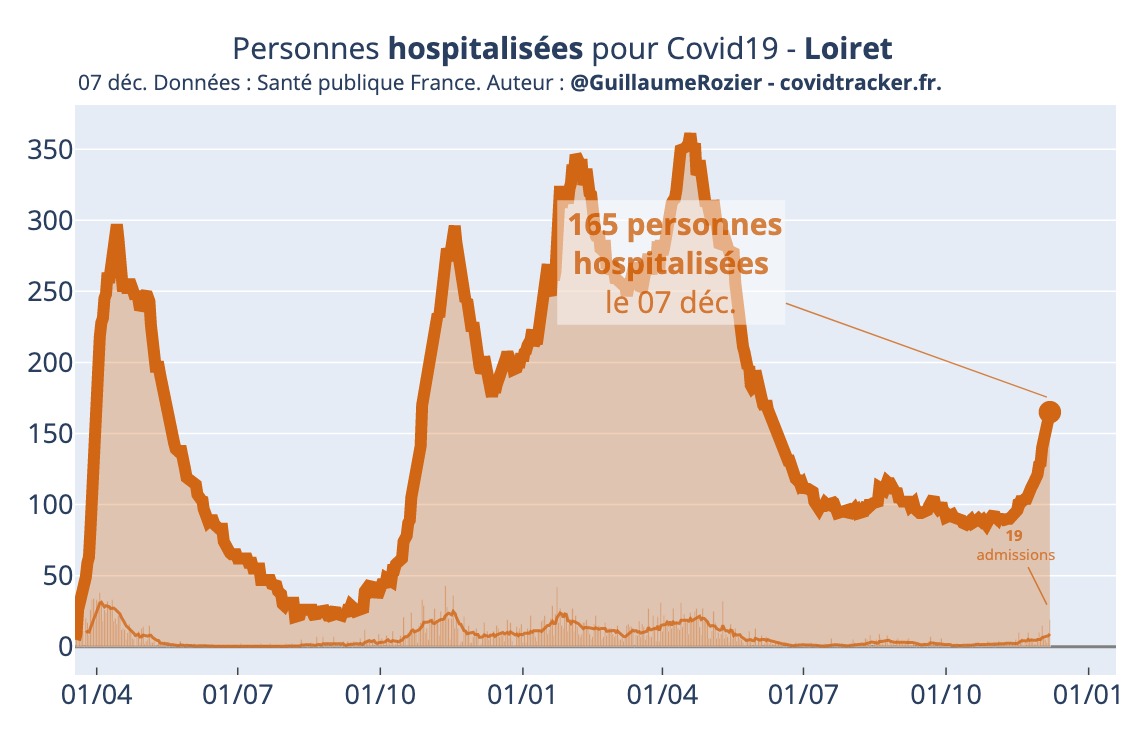 Personnes hospitalisées pour Covid19 - Loiret
07 déc. Données : Santé publique France. Auteur : @GuillaumeRozier - covidtracker.fr.
350
300
250
200
150
100
50
0
165 personnes
hospitalisées
le 07 déc.
19
admissions
01/04
01/07
01/10
01/01
01/04
01/07
01/10
01/01